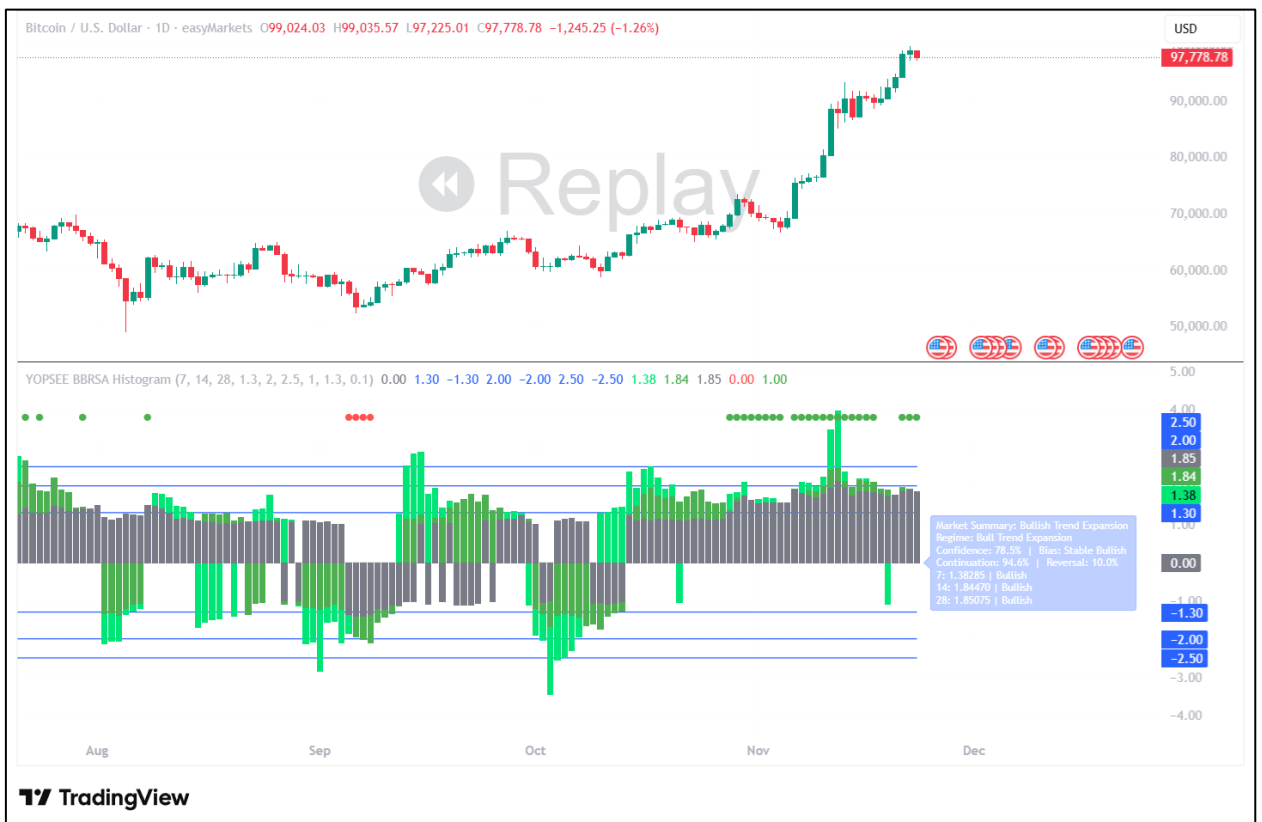 Bitcoin / U.S. Dollar · 1D · easyMarkets O99,024.03 H99,035.57 L97,225.01 C97,778.78 −1,245.25 (−1.26%)
USD
97,778.78
90,000.00
80,000.00
Replay
70,000.00
60,000.00
50,000.00
YOPSEE BBRSA Histogram (7, 14, 28, 1.3, 2, 2.5, 1, 1.3, 0.1) 0.00 1.30 −1.30 2.00 −2.00 2.50 −2.50 1.38 1.84 1.85 0.00 1.00
5.00
4.00
2.50
2.00
1.85
1.84
1.38
1.30
1.00
Market Summary: Bullish Trend Expansion
Regime: Bull Trend Expansion
Confidence: 78.5% | Bias: Stable Bullish
Continuation: 94.6% | Reversal: 10.0%
7: 1.38285 | Bullish
14: 1.84470 | Bullish
28: 1.85075 | Bullish
0.00
−1.00
−1.30
−2.00
−2.50
−3.00
−4.00
Aug Sep Oct Nov Dec
TradingView